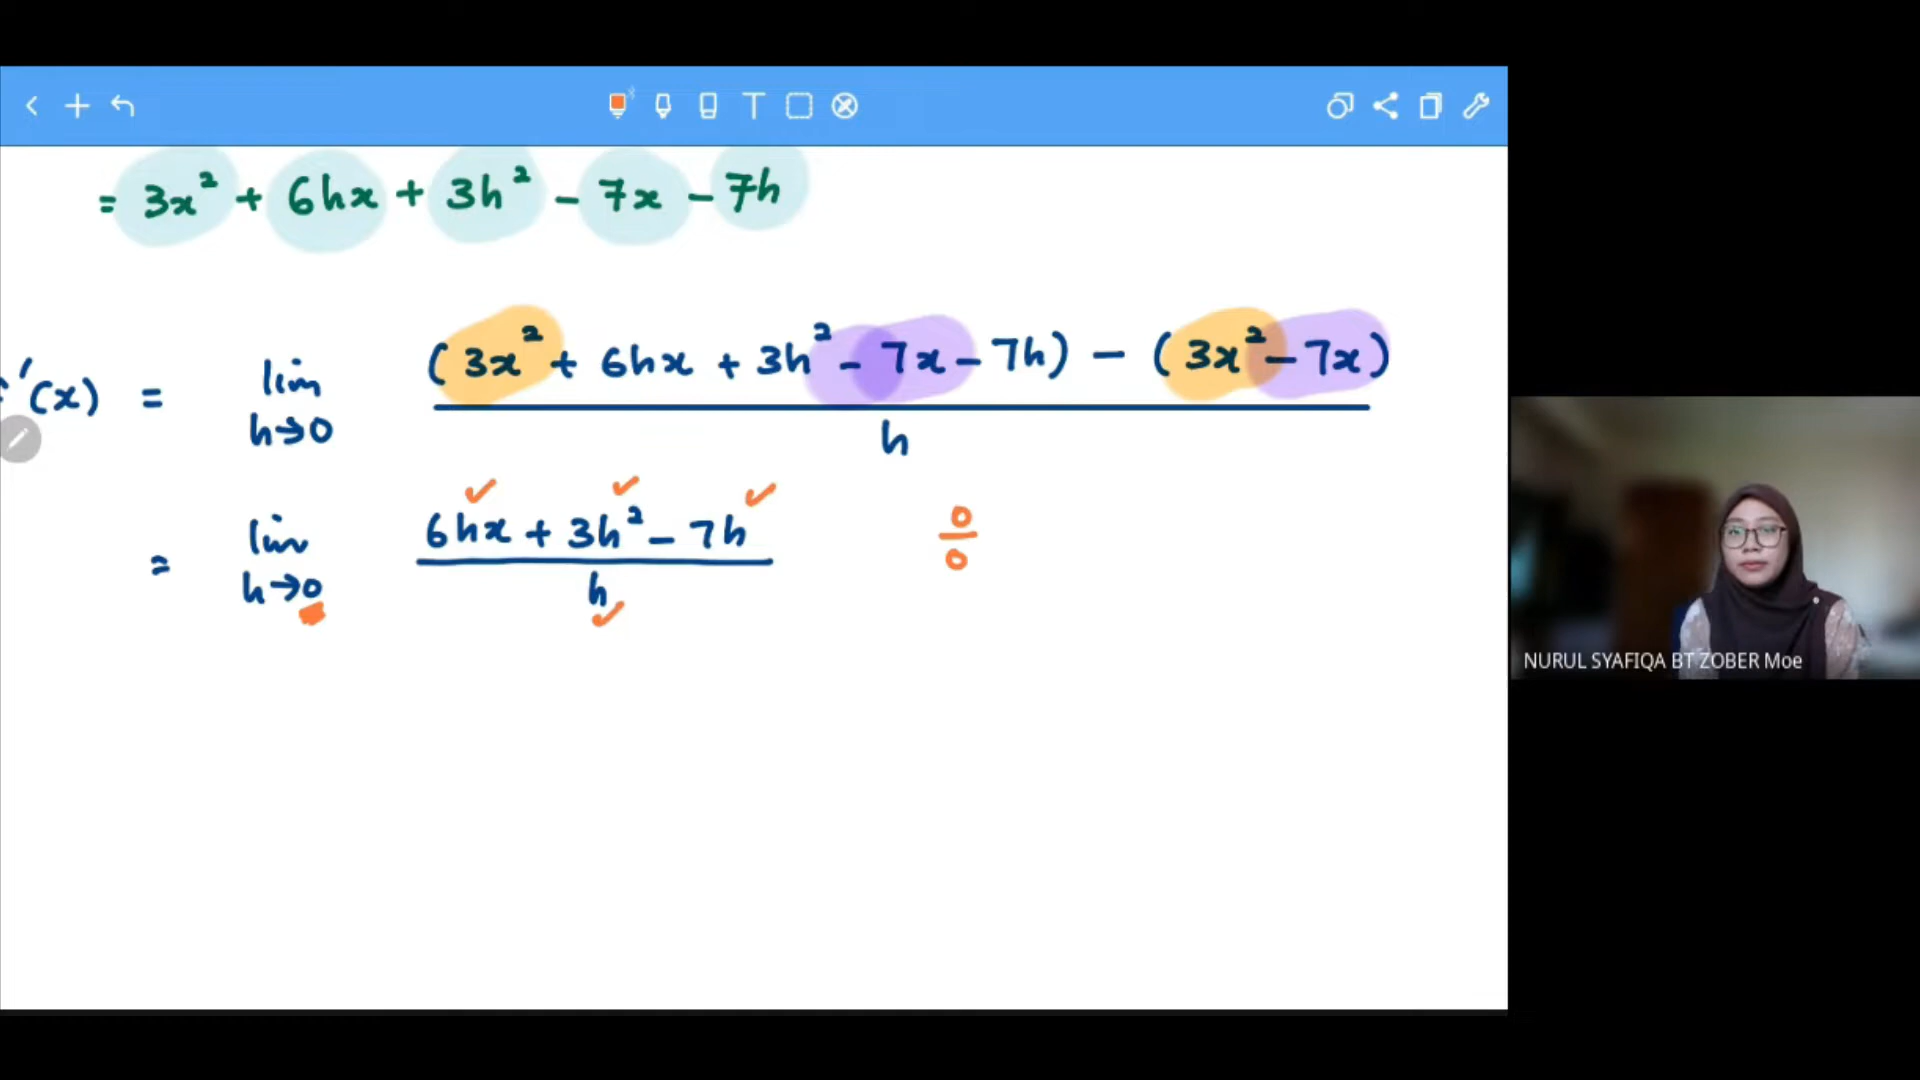 = 3x² + 6hx + 3h² - 7x - 7h
'(x) = lim h→0 (3x² + 6hx + 3h² - 7x - 7h) - (3x² - 7x)
h
= lim h→0 6hx + 3h² - 7h
h
0
0
T
NURUL SYAFIQA BT ZOBER Moe